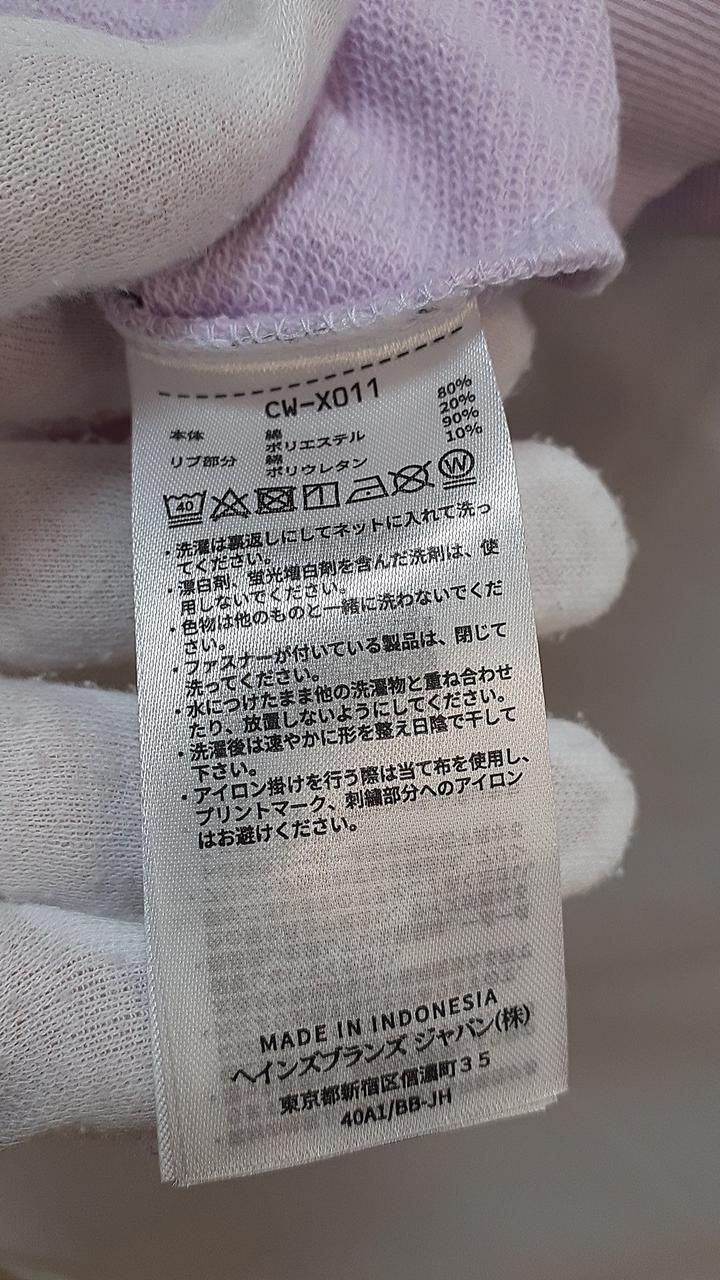 CW-X011
本体 綿 80%
ポリエステル 20%
リブ部分 綿 90%
ポリウレタン 10%
40
W
・洗濯は裏返しにしてネットに入れて洗っ
てください。
・漂白剤、蛍光増白剤を含んだ洗剤は、使
用しないでください。
・色物は他のものと一緒に洗わないでくだ
さい。
・ファスナーが付いている製品は、閉じて
洗ってください。
・水につけたまま他の洗濯物と重ね合わせ
たり、放置しないようにしてください。
・洗濯後は速やかに形を整え日陰で干して
下さい。
・アイロン掛けを行う際は当て布を使用し、
プリントマーク、刺繍部分へのアイロン
はお避けください。
MADE IN INDONESIA
ヘインズブランズ ジャパン(株)
東京都新宿区信濃町35
40A1/BB-JH